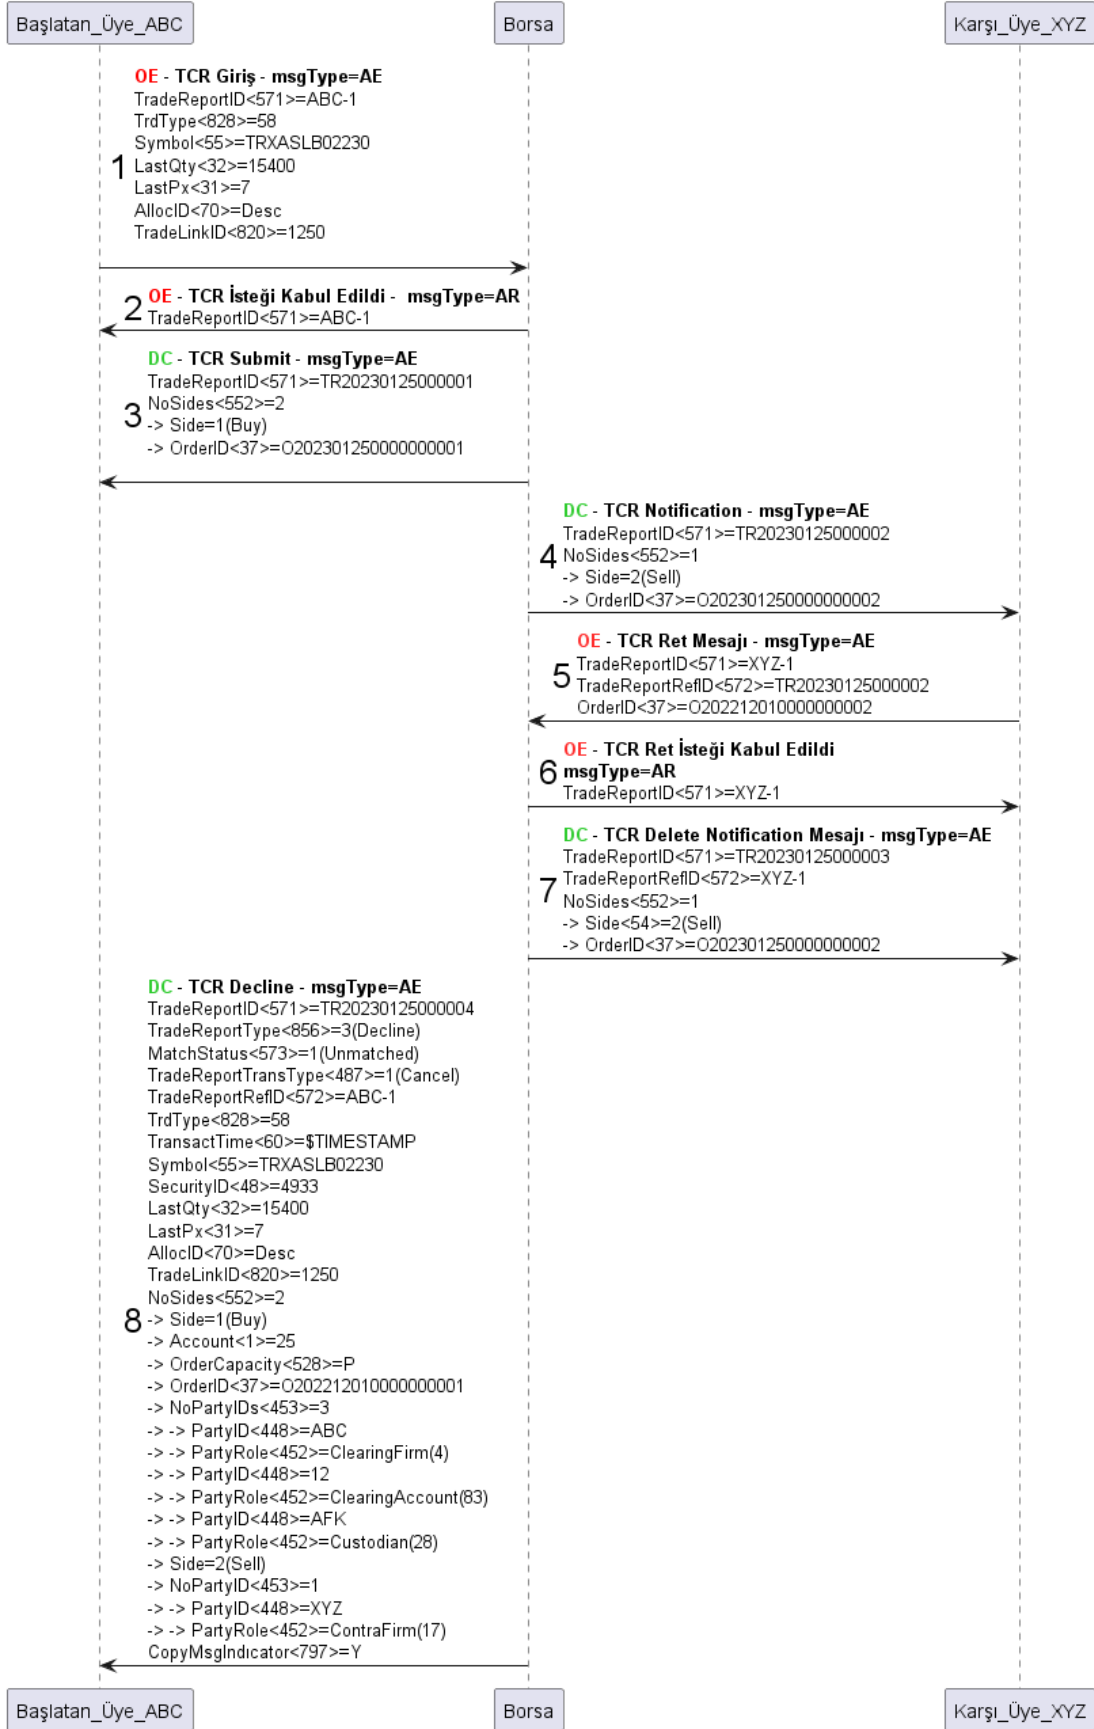 Başlatan_Üye_ABC
Borsa
Karşı_Üye_XYZ
OE - TCR Giriş - msgType=AE
TradeReportID<571>=ABC-1
TrdType<828>=58
Symbol<55>=TRXASLB02230
1
LastQty<32>=15400
LastPx<31>=7
AllocID<70>=Desc
TradeLinkID<820>=1250
2
OE - TCR İsteği Kabul Edildi - msgType=AR
TradeReportID<571>=ABC-1
DC - TCR Submit - msgType=AE
TradeReportID<571>=TR20230125000001
NoSides<552>=2
3
-> Side=1(Buy)
-> OrderID<37>=O202301250000000001
DC - TCR Notification - msgType=AE
TradeReportID<571>=TR20230125000002
4
NoSides<552>=1
-> Side=2(Sell)
-> OrderID<37>=O202301250000000002
OE - TCR Ret Mesajı - msgType=AE
TradeReportID<571>=XYZ-1
5
TradeReportRefID<572>=TR20230125000002
OrderID<37>=O202212010000000002
OE - TCR Ret İsteği Kabul Edildi
6
msgType=AR
TradeReportID<571>=XYZ-1
DC - TCR Delete Notification Mesajı - msgType=AE
TradeReportID<571>=TR20230125000003
TradeReportRefID<572>=XYZ-1
7
NoSides<552>=1
-> Side<54>=2(Sell)
-> OrderID<37>=O202301250000000002
DC - TCR Decline - msgType=AE
TradeReportID<571>=TR20230125000004
TradeReportType<856>=3(Decline)
MatchStatus<573>=1(Unmatched)
TradeReportTransType<487>=1(Cancel)
TradeReportRefID<572>=ABC-1
TrdType<828>=58
TransactTime<60>=$TIMESTAMP
Symbol<55>=TRXASLB02230
SecurityID<48>=4933
LastQty<32>=15400
LastPx<31>=7
AllocID<70>=Desc
TradeLinkID<820>=1250
NoSides<552>=2
8
-> Side=1(Buy)
-> Account<1>=25
-> OrderCapacity<528>=P
-> OrderID<37>=O202212010000000001
-> NoPartyIDs<453>=3
-> -> PartyID<448>=ABC
-> -> PartyRole<452>=ClearingFirm(4)
-> -> PartyID<448>=12
-> -> PartyRole<452>=ClearingAccount(83)
-> -> PartyID<448>=AFK
-> -> PartyRole<452>=Custodian(28)
-> Side=2(Sell)
-> NoPartyID<453>=1
-> -> PartyID<448>=XYZ
-> -> PartyRole<452>=ContraFirm(17)
CopyMsgIndicator<797>=Y
Başlatan_Üye_ABC
Borsa
Karşı_Üye_XYZ